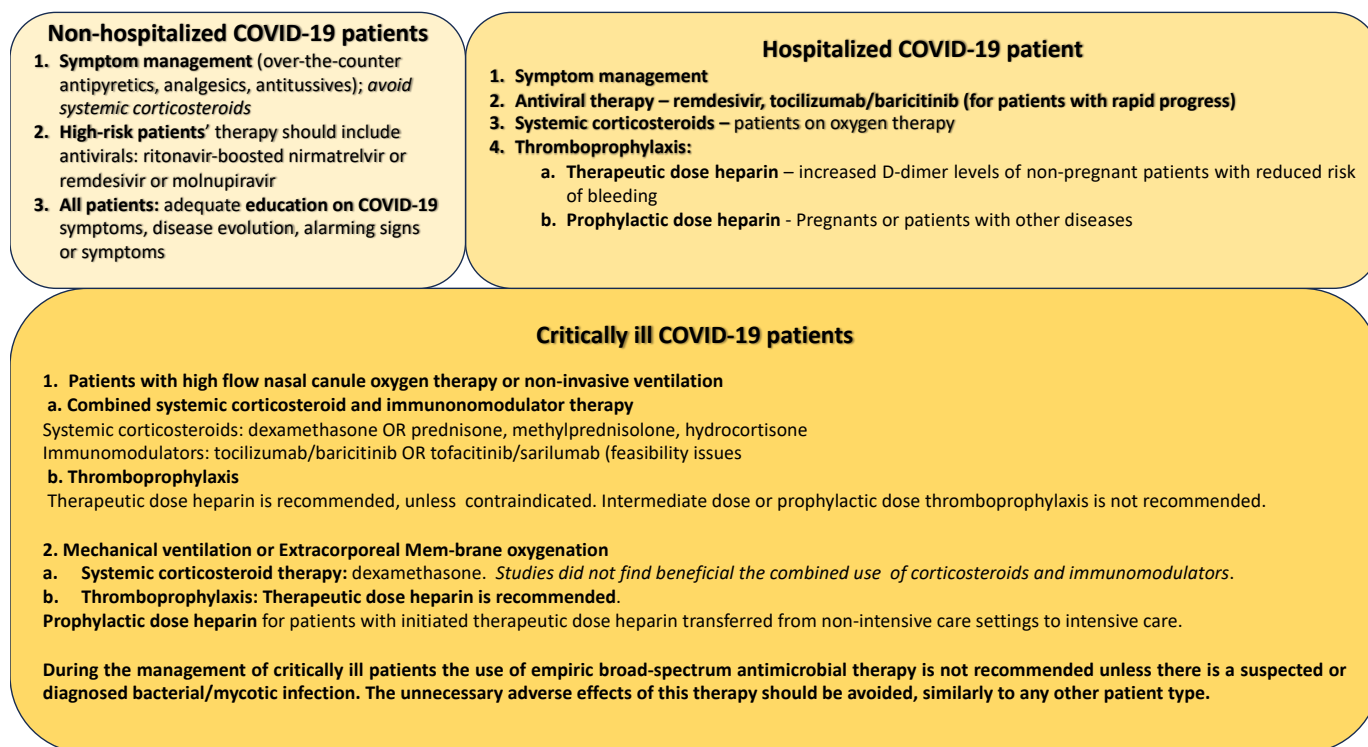 Non-hospitalized COVID-19 patients
1. Symptom management (over-the-counter
antipyretics, analgesics, antitussives); avoid
systemic corticosteroids
2. High-risk patients' therapy should include
antivirals: ritonavir-boosted nirmatrelvir or
remdesivir or molnupiravir
3. All patients: adequate education on COVID-19
symptoms, disease evolution, alarming signs
or symptoms
Hospitalized COVID-19 patient
1. Symptom management
2. Antiviral therapy – remdesivir, tocilizumab/baricitinib (for patients with rapid progress)
3. Systemic corticosteroids – patients on oxygen therapy
4. Thromboprophylaxis:
a. Therapeutic dose heparin – increased D-dimer levels of non-pregnant patients with reduced risk
of bleeding
b. Prophylactic dose heparin - Pregnants or patients with other diseases
Critically ill COVID-19 patients
1. Patients with high flow nasal canule oxygen therapy or non-invasive ventilation
a. Combined systemic corticosteroid and immunonomodulator therapy
Systemic corticosteroids: dexamethasone OR prednisone, methylprednisolone, hydrocortisone
Immunomodulators: tocilizumab/baricitinib OR tofacitinib/sarilumab (feasibility issues
b. Thromboprophylaxis
Therapeutic dose heparin is recommended, unless contraindicated. Intermediate dose or prophylactic dose thromboprophylaxis is not recommended.
2. Mechanical ventilation or Extracorporeal Mem-brane oxygenation
a. Systemic corticosteroid therapy: dexamethasone. Studies did not find beneficial the combined use of corticosteroids and immunomodulators.
b. Thromboprophylaxis: Therapeutic dose heparin is recommended.
Prophylactic dose heparin for patients with initiated therapeutic dose heparin transferred from non-intensive care settings to intensive care.
During the management of critically ill patients the use of empiric broad-spectrum antimicrobial therapy is not recommended unless there is a suspected or
diagnosed bacterial/mycotic infection. The unnecessary adverse effects of this therapy should be avoided, similarly to any other patient type.